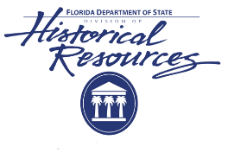 FLORIDA DEPARTMENT OF STATE
DIVISION OF
Historical
Resources